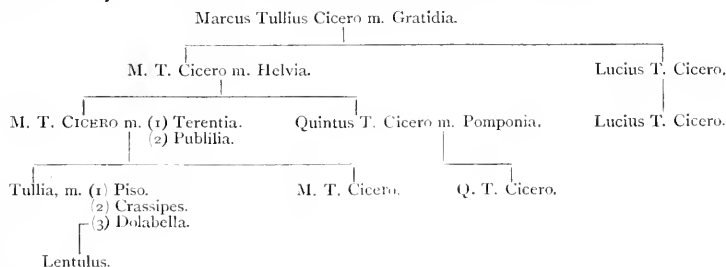 Marcus Tullius Cicero m. Gratidia.
M. T. Cicero m. Helvia. Lucius T. Cicero.
M. T. CICERO m. (1) Terentia. Quintus T. Cicero m. Pomponia. Lucius T. Cicero.
(2) Publilia.
Tullia, m. (1) Piso. M. T. Cicero. Q. T. Cicero.
(2) Crassipes.
(3) Dolabella.
Lentulus.